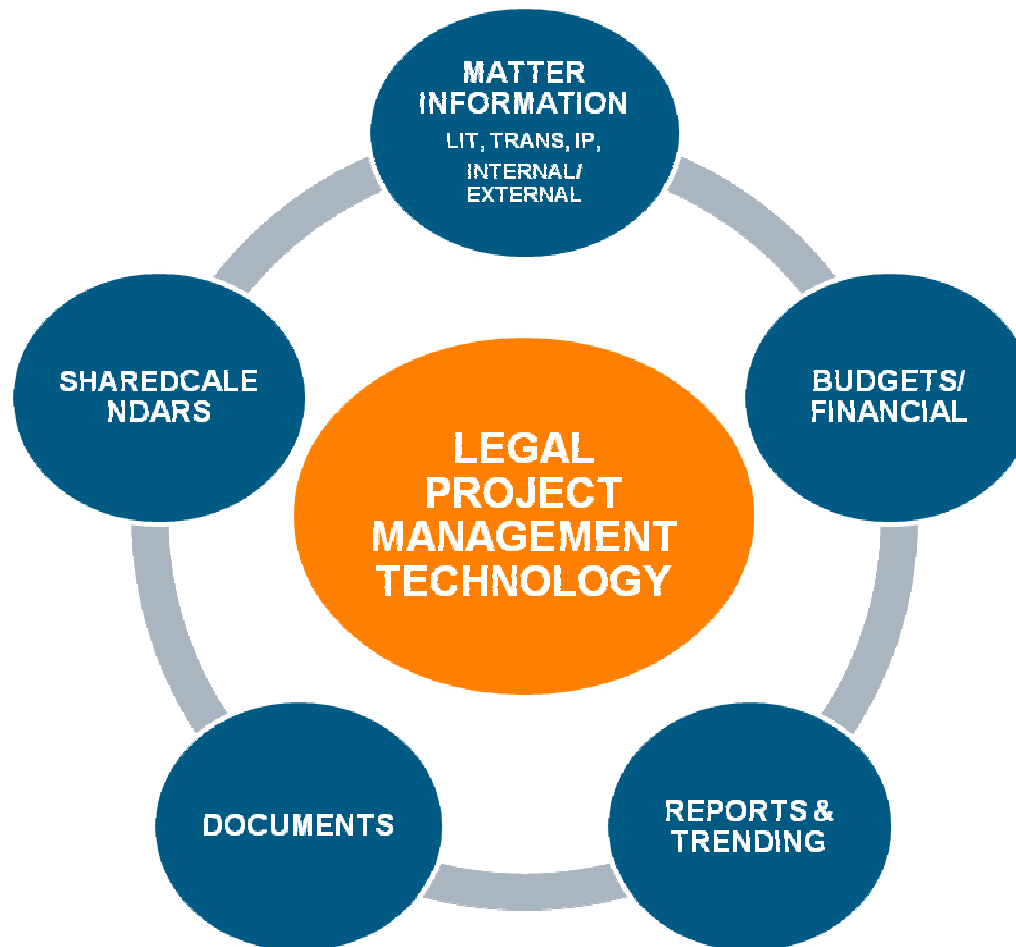 MATTER
INFORMATION
LIT, TRANS, IP,
INTERNAL/
EXTERNAL
SHAREDCALE
NDARS
BUDGETS/
FINANCIAL
LEGAL
PROJECT
MANAGEMENT
TECHNOLOGY
DOCUMENTS
REPORTS &
TRENDING